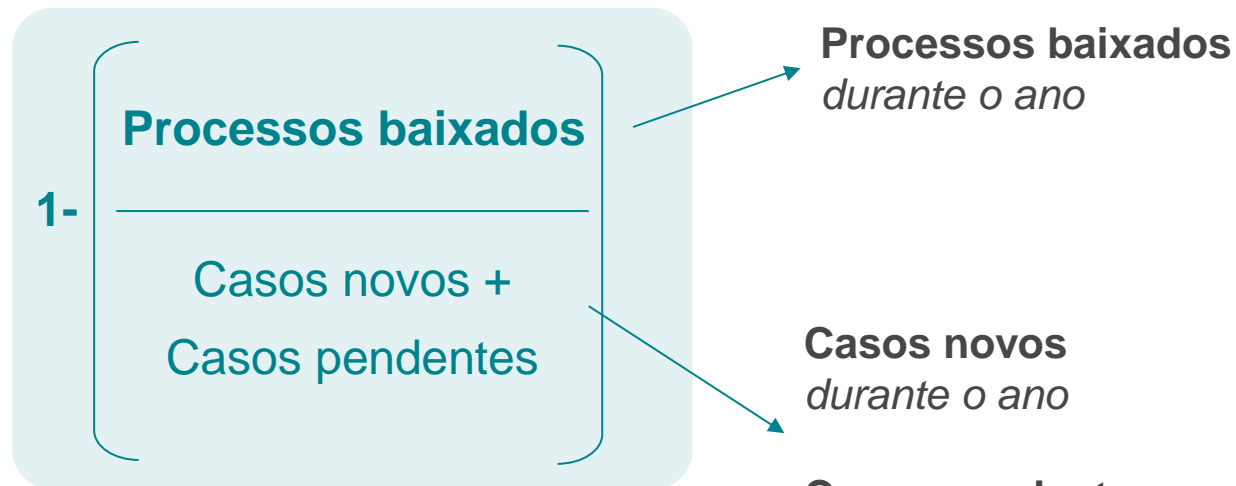 Processos baixados
durante o ano
Processos baixados
1-
Casos novos +
Casos pendentes
Casos novos
durante o ano